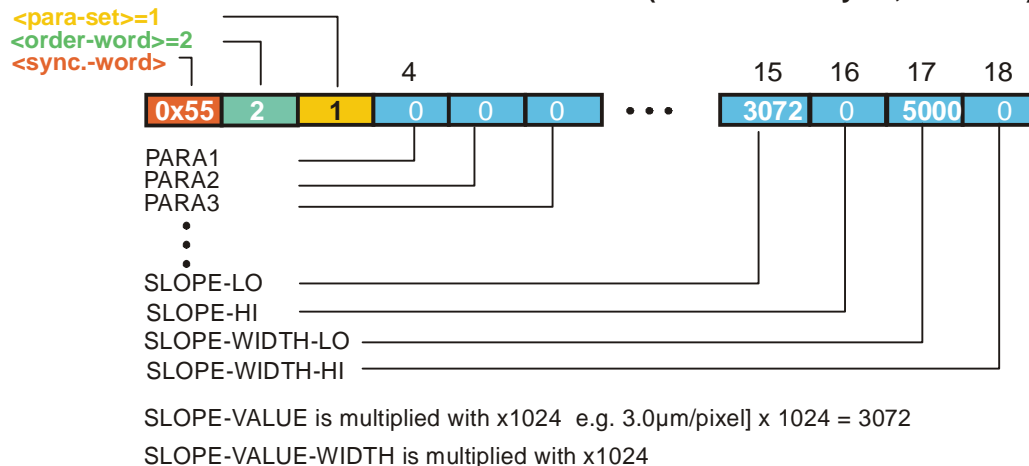 <para-set>=1
<order-word>=2
<sync.-word>
4 15 16 17 18
0x55 2 1 0 0 0 ••• 3072 0 5000 0
PARA1
PARA2
PARA3
SLOPE-LO
SLOPE-HI
SLOPE-WIDTH-LO
SLOPE-WIDTH-HI
SLOPE-VALUE is multiplied with x1024 e.g. 3.0µm/pixel] x 1024 = 3072
SLOPE-VALUE-WIDTH is multiplied with x1024